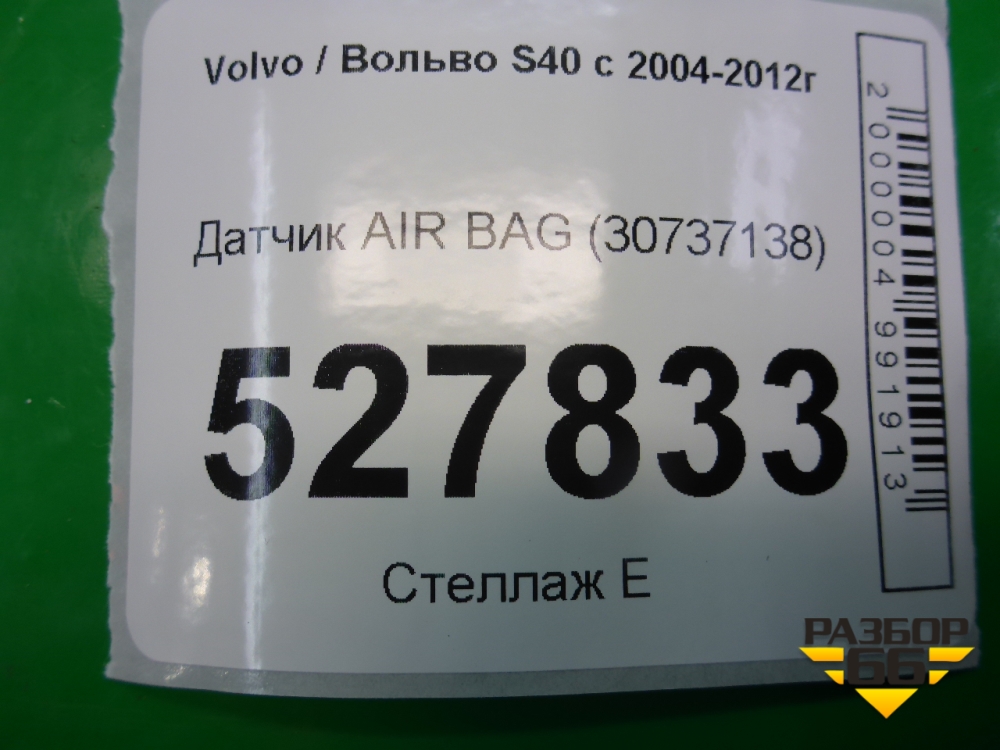 Volvo / Вольво S40 с 2004-2012г
Датчик AIR BAG (30737138)
527833
Стеллаж Е
2000004991913
РАЗБОР
66